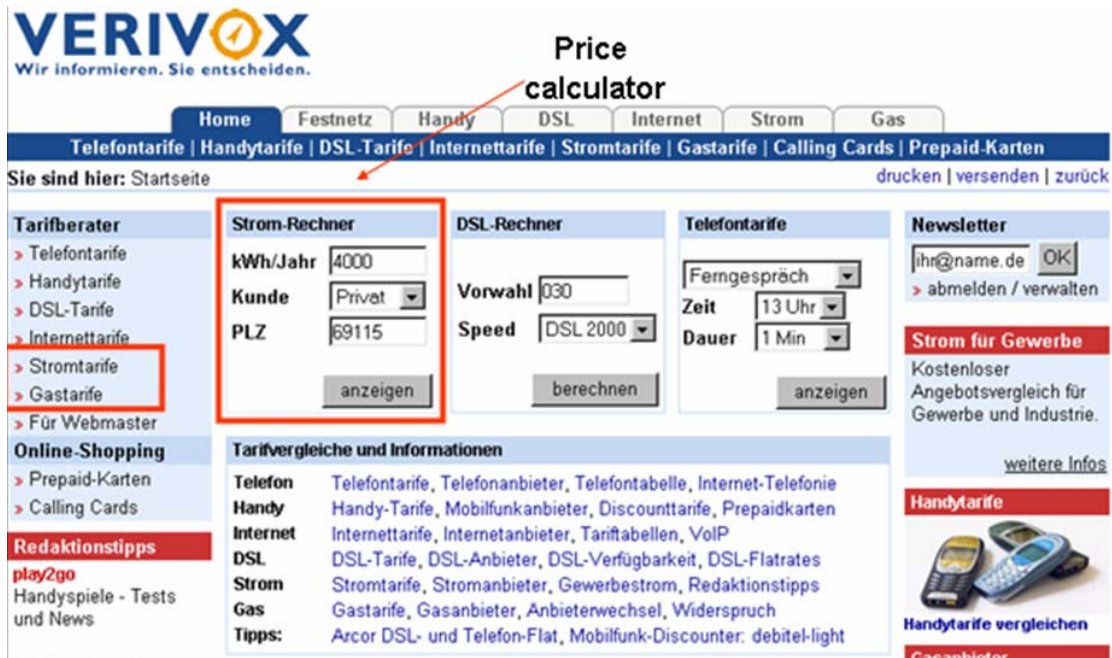 VERIVOX
Wir informieren. Sie entscheiden.
Price
calculator
Home Festnetz Handy DSL Internet Strom Gas
Telefontarife | Handytarife | DSL-Tarife | Internettarife | Stromtarife | Gastarife | Calling Cards | Prepaid-Karten
Sie sind hier: Startseite
drucken | versenden | zurück
Tarifberater
» Telefontarife
» Handytarife
» DSL-Tarife
» Internettarife
» Stromtarife
» Gastarife
» Für Webmaster
Online-Shopping
» Prepaid-Karten
» Calling Cards
Redaktionstipps
play2go
Handyspiele - Tests
und News
Strom-Rechner
kWh/Jahr 4000
Kunde Privat
PLZ 69115
anzeigen
DSL-Rechner
Vorwahl 030
Speed DSL 2000
berechnen
Telefontarife
Ferngespräch
Zeit 13 Uhr
Dauer 1 Min
anzeigen
Tarifvergleiche und Informationen
Telefon Telefontarife, Telefonanbieter, Telefontabelle, Internet-Telefonie
Handy Handy-Tarife, Mobilfunkanbieter, Discounttarife, Prepaidkarten
Internet Internettarife, Internetanbieter, Tariftabellen, VoIP
DSL DSL-Tarife, DSL-Anbieter, DSL-Verfügbarkeit, DSL-Flatrates
Strom Stromtarife, Stromanbieter, Gewerbestrom, Redaktionstipps
Gas Gastarife, Gasanbieter, Anbieterwechsel, Widerspruch
Tipps: Arcor DSL- und Telefon-Flat, Mobilfunk-Discounter: debitel-light
Newsletter
ihr@name.de OK
» abmelden / verwalten
Strom für Gewerbe
Kostenloser
Angebotsvergleich für
Gewerbe und Industrie.
weitere Infos
Handytarife
Handytarife vergleichen
Gasanbieter